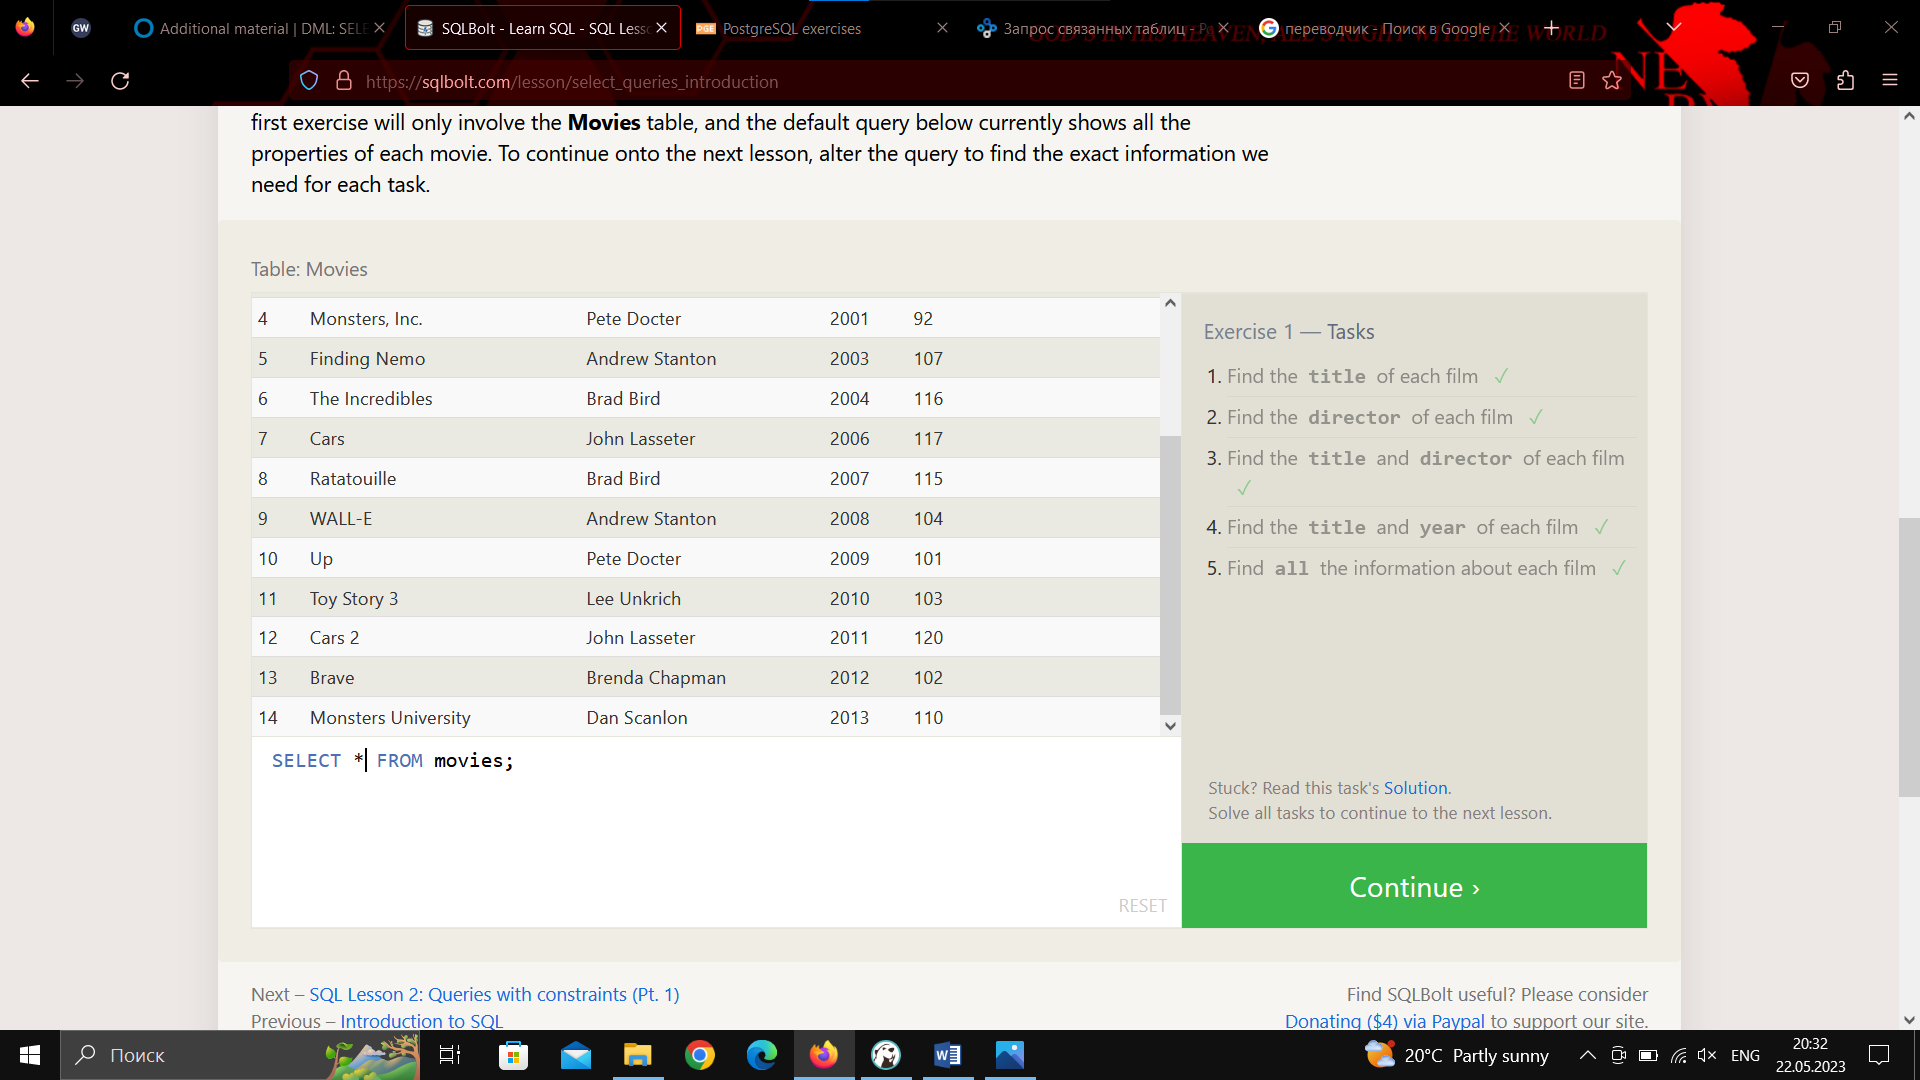 GW
Additional material | DML: SELE
SQLBolt - Learn SQL - SQL Lesso
PGE PostgreSQL exercises
Запрос связанных таблиц - Р
переводчик - Поиск в Google
GOD'S IN HIS HEAVEN, ALL'S RIGHT WITH THE WORLD
NE
https://sqlbolt.com/lesson/select_queries_introduction
first exercise will only involve the Movies table, and the default query below currently shows all the
properties of each movie. To continue onto the next lesson, alter the query to find the exact information we
need for each task.
Table: Movies
4 Monsters, Inc. Pete Docter 2001 92
5 Finding Nemo Andrew Stanton 2003 107
6 The Incredibles Brad Bird 2004 116
7 Cars John Lasseter 2006 117
8 Ratatouille Brad Bird 2007 115
9 WALL-E Andrew Stanton 2008 104
10 Up Pete Docter 2009 101
11 Toy Story 3 Lee Unkrich 2010 103
12 Cars 2 John Lasseter 2011 120
13 Brave Brenda Chapman 2012 102
14 Monsters University Dan Scanlon 2013 110
SELECT * FROM movies;
RESET
Exercise 1 — Tasks
1. Find the title of each film ✓
2. Find the director of each film ✓
3. Find the title and director of each film
✓
4. Find the title and year of each film ✓
5. Find all the information about each film ✓
Stuck? Read this task's Solution.
Solve all tasks to continue to the next lesson.
Continue ›
Next – SQL Lesson 2: Queries with constraints (Pt. 1)
Previous – Introduction to SQL
Find SQLBolt useful? Please consider
Donating ($4) via Paypal to support our site.
Поиск
20°C Partly sunny
ENG
20:32
22.05.2023